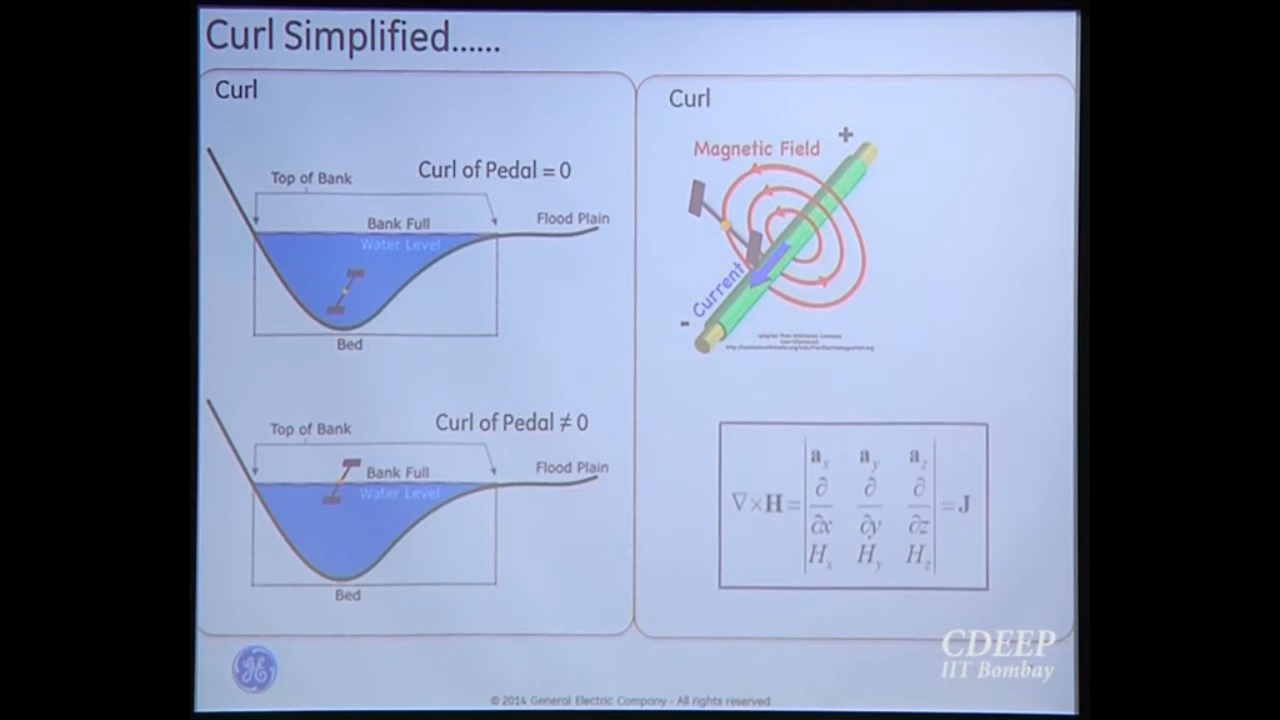 Curl Simplified......
Curl
Curl of Pedal = 0
Top of Bank
Bank Full
Flood Plain
Water Level
Bed
Curl of Pedal ≠ 0
Top of Bank
Bank Full
Flood Plain
Water Level
Bed
Curl
Magnetic Field
+
Current
-
∇×H = | a_x a_y a_z |
∂ ∂ ∂
∂x ∂y ∂z
H_x H_y H_z
= J
CDEEP
IIT Bombay
GE
© 2014 General Electric Company - All rights reserved